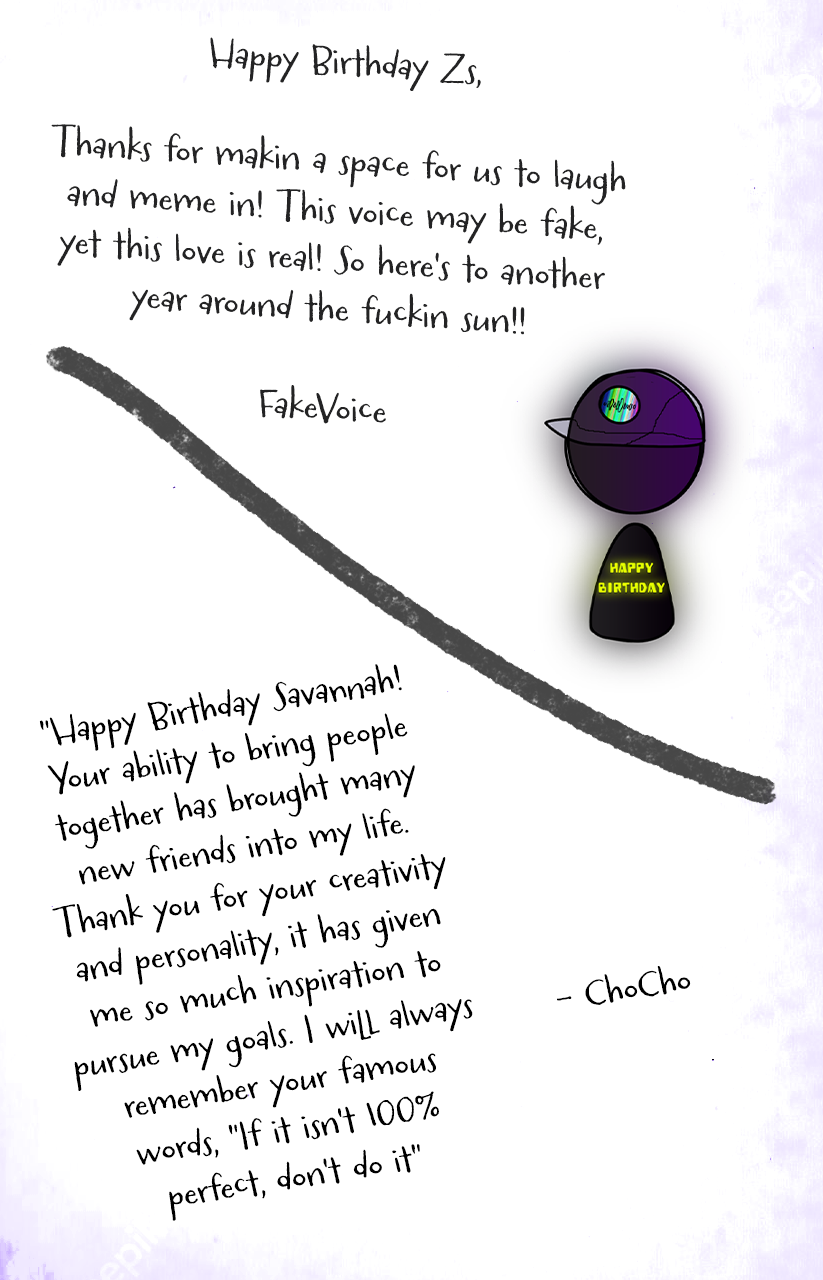 Happy Birthday Zs,
Thanks for makin a space for us to laugh
and meme in! This voice may be fake,
yet this love is real! So here's to another
year around the fuckin sun!!
FakeVoice
HAPPY
BIRTHDAY
"Happy Birthday Savannah!
Your ability to bring people
together has brought many
new friends into my life.
Thank you for your creativity
and personality, it has given
me so much inspiration to
pursue my goals. I will always
remember your famous
words, "If it isn't 100%
perfect, don't do it"
- ChoCho